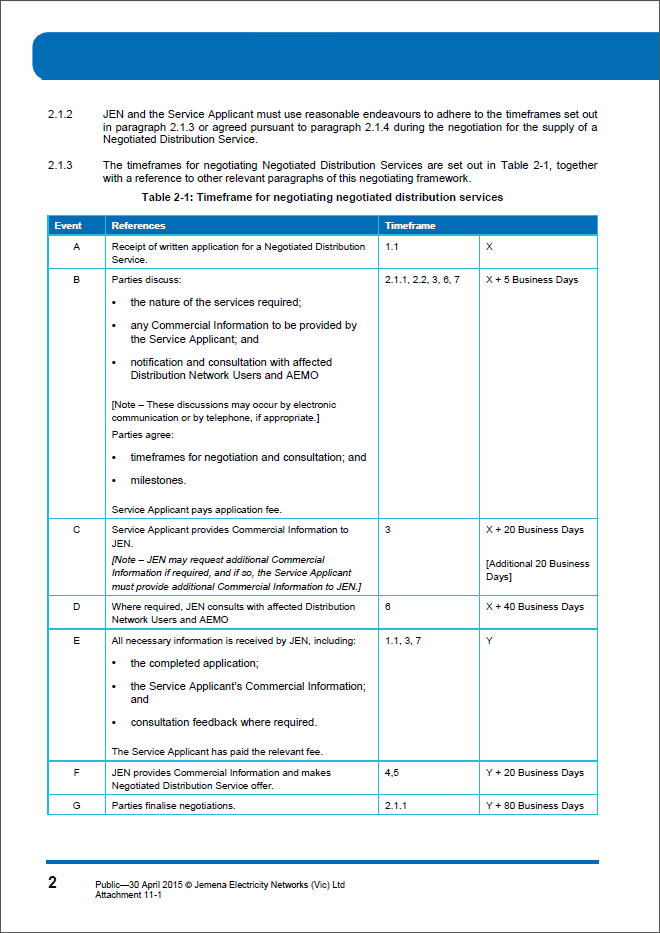 2.1.2 JEN and the Service Applicant must use reasonable endeavours to adhere to the timeframes set out
in paragraph 2.1.3 or agreed pursuant to paragraph 2.1.4 during the negotiation for the supply of a
Negotiated Distribution Service.
2.1.3 The timeframes for negotiating Negotiated Distribution Services are set out in Table 2-1, together
with a reference to other relevant paragraphs of this negotiating framework.
Table 2-1: Timeframe for negotiating negotiated distribution services
Event References Timeframe
A Receipt of written application for a Negotiated Distribution 1.1 X
Service.
B Parties discuss: 2.1.1, 2.2, 3, 6, 7 X + 5 Business Days
• the nature of the services required;
• any Commercial Information to be provided by
the Service Applicant; and
• notification and consultation with affected
Distribution Network Users and AEMO
[Note – These discussions may occur by electronic
communication or by telephone, if appropriate.]
Parties agree:
• timeframes for negotiation and consultation; and
• milestones.
Service Applicant pays application fee.
C Service Applicant provides Commercial Information to 3 X + 20 Business Days
JEN.
[Note – JEN may request additional Commercial [Additional 20 Business
Information if required, and if so, the Service Applicant Days]
must provide additional Commercial Information to JEN.]
D Where required, JEN consults with affected Distribution 6 X + 40 Business Days
Network Users and AEMO
E All necessary information is received by JEN, including: 1.1, 3, 7 Y
• the completed application;
• the Service Applicant's Commercial Information;
and
• consultation feedback where required.
The Service Applicant has paid the relevant fee.
F JEN provides Commercial Information and makes 4,5 Y + 20 Business Days
Negotiated Distribution Service offer.
G Parties finalise negotiations. 2.1.1 Y + 80 Business Days
2 Public—30 April 2015 © Jemena Electricity Networks (Vic) Ltd
Attachment 11-1